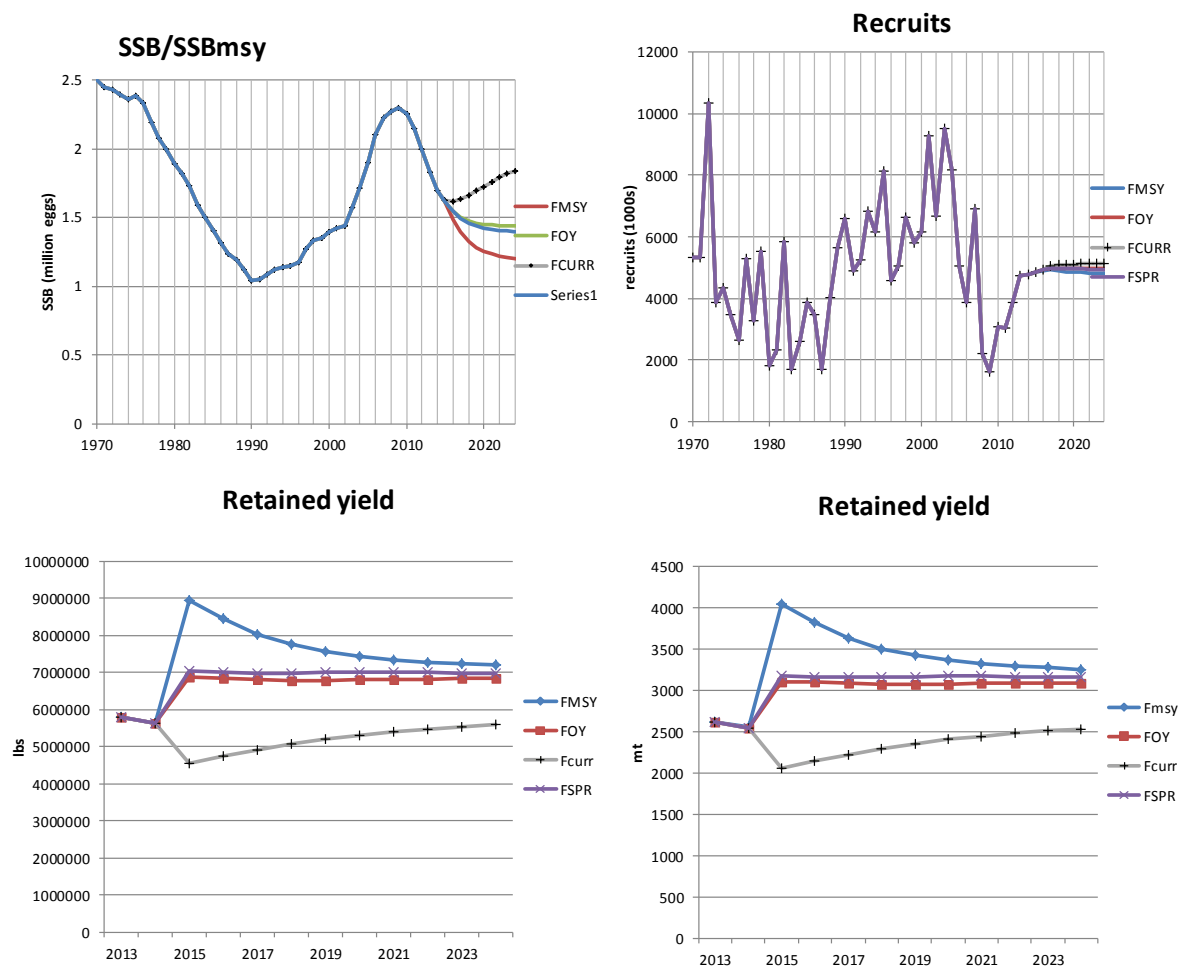 SSB/SSBmsy
SSB (million eggs)
2.5
2
1.5
1
0.5
0
1970 1980 1990 2000 2010 2020
FMSY
FOY
FCURR
Series1
Recruits
recruits (1000s)
12000
10000
8000
6000
4000
2000
0
1970 1980 1990 2000 2010 2020
FMSY
FOY
FCURR
FSPR
Retained yield
lbs
10000000
9000000
8000000
7000000
6000000
5000000
4000000
3000000
2000000
1000000
0
2013 2015 2017 2019 2021 2023
FMSY
FOY
Fcurr
FSPR
Retained yield
mt
4500
4000
3500
3000
2500
2000
1500
1000
500
0
2013 2015 2017 2019 2021 2023
Fmsy
FOY
Fcurr
FSPR